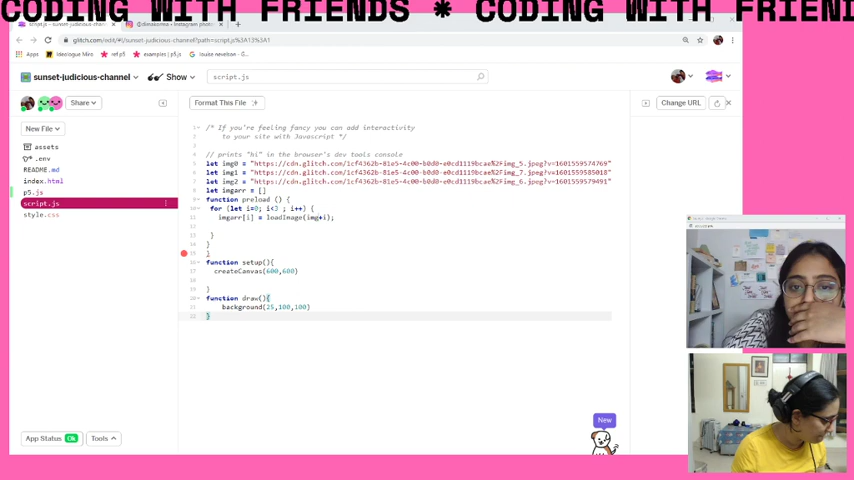 CODING WITH FRIENDS * CODING WITH FRIEN
glitch.com/edit/#!/sunset-judicious-channel?path=script.js%3A13%3A1
Apps
Ideologue Miro
ref p5
examples | p5.js
louise nevelson
sunset-judicious-channel
Show
script.js
Share
Format This File
Change URL
New File
assets
.env
README.md
index.html
p5.js
script.js
style.css
/* If you're feeling fancy you can add interactivity
to your site with Javascript */
// prints "hi" in the browser's dev tools console
let img0 = "https://cdn.glitch.com/1cf4362b-81e5-4c00-b0d0-e0cd1119bcae%2Fimg_5.jpeg?v=1601559574769"
let img1 = "https://cdn.glitch.com/1cf4362b-81e5-4c00-b0d0-e0cd1119bcae%2Fimg_7.jpeg?v=1601559585018"
let img2 = "https://cdn.glitch.com/1cf4362b-81e5-4c00-b0d0-e0cd1119bcae%2Fimg_6.jpeg?v=1601559579491"
let imgarr = []
function preload () {
for (let i=0; i<3 ; i++) {
imgarr[i] = loadImage(img+i);
}
}
}
function setup(){
createCanvas(600,600)
}
function draw(){
background(25,100,100)
}
New
App Status Ok
Tools